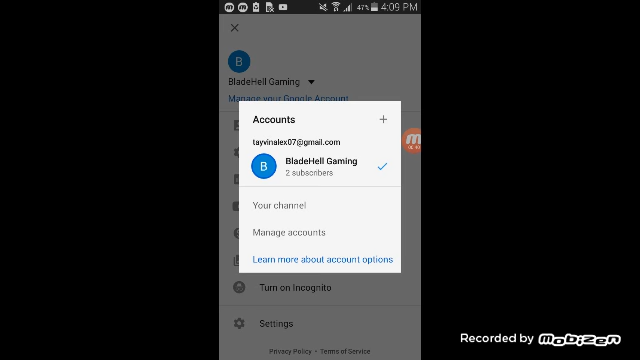 47% 4:09 PM
B
BladeHell Gaming
Manage your Google Account
Accounts
tayvinalex07@gmail.com
B
BladeHell Gaming
2 subscribers
Your channel
Manage accounts
Learn more about account options
Turn on Incognito
Settings
Privacy Policy • Terms of Service
Recorded by Mobizen